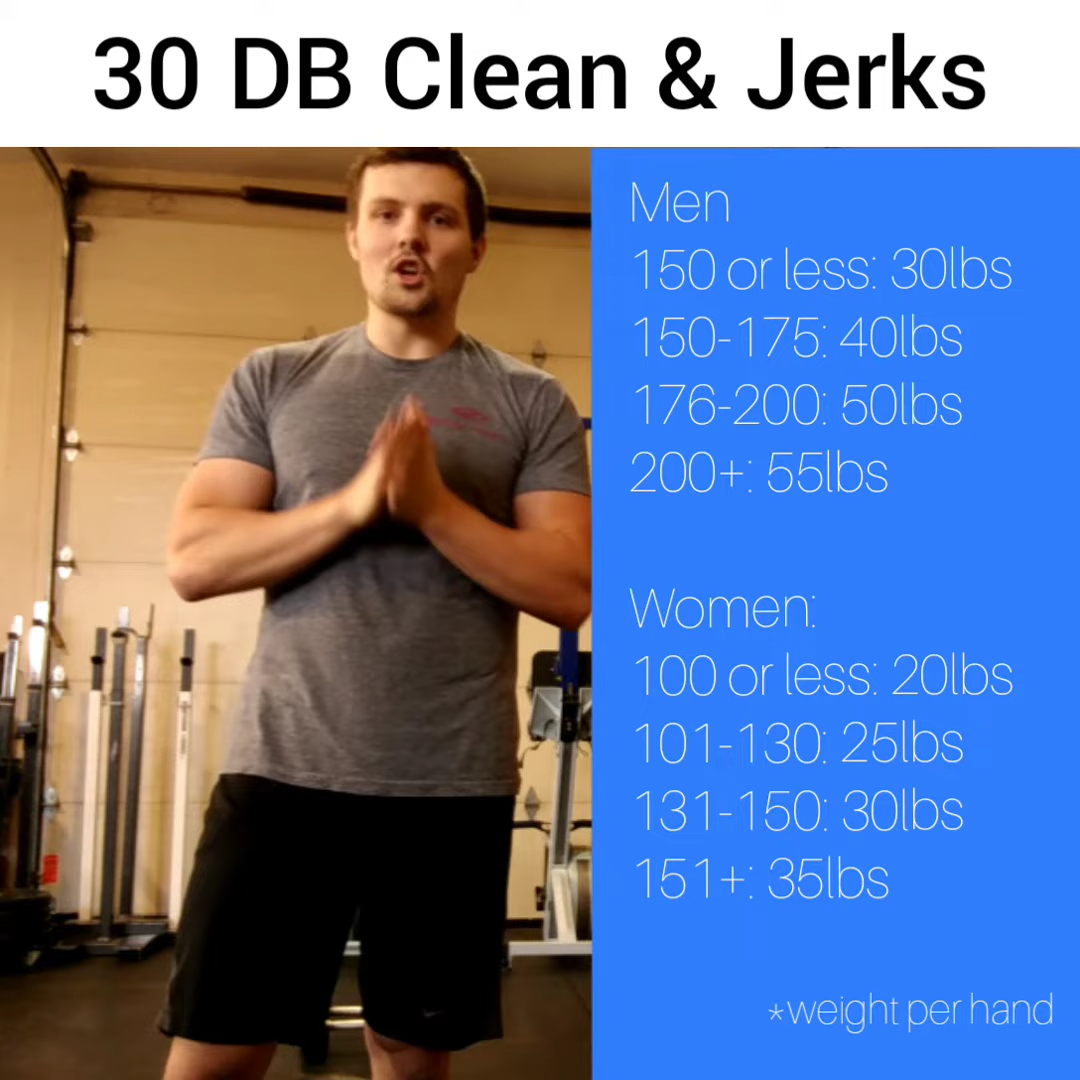 30 DB Clean & Jerks
Men
150 or less: 30lbs
150-175: 40lbs
176-200: 50lbs
200+: 55lbs
Women:
100 or less: 20lbs
101-130: 25lbs
131-150: 30lbs
151+: 35lbs
*weight per hand